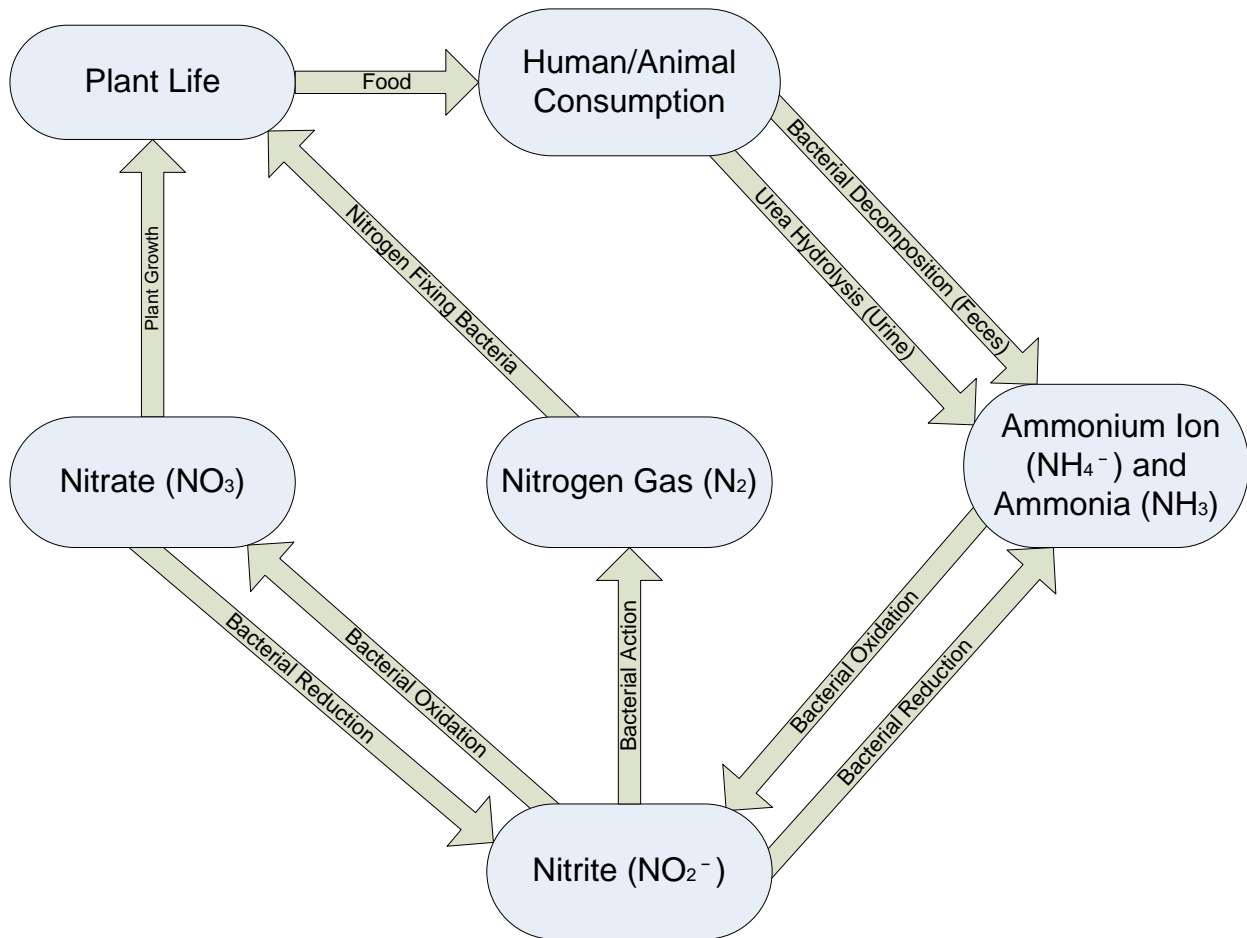 Plant Life
Food
Human/Animal
Consumption
Bacterial Decomposition (Feces)
Urea Hydrolysis (Urine)
Nitrogen Fixing Bacteria
Plant Growth
Nitrate (NO₃)
Nitrogen Gas (N₂)
Ammonium Ion
(NH₄⁻) and
Ammonia (NH₃)
Bacterial Reduction
Bacterial Oxidation
Bacterial Action
Bacterial Oxidation
Bacterial Reduction
Nitrite (NO₂⁻)